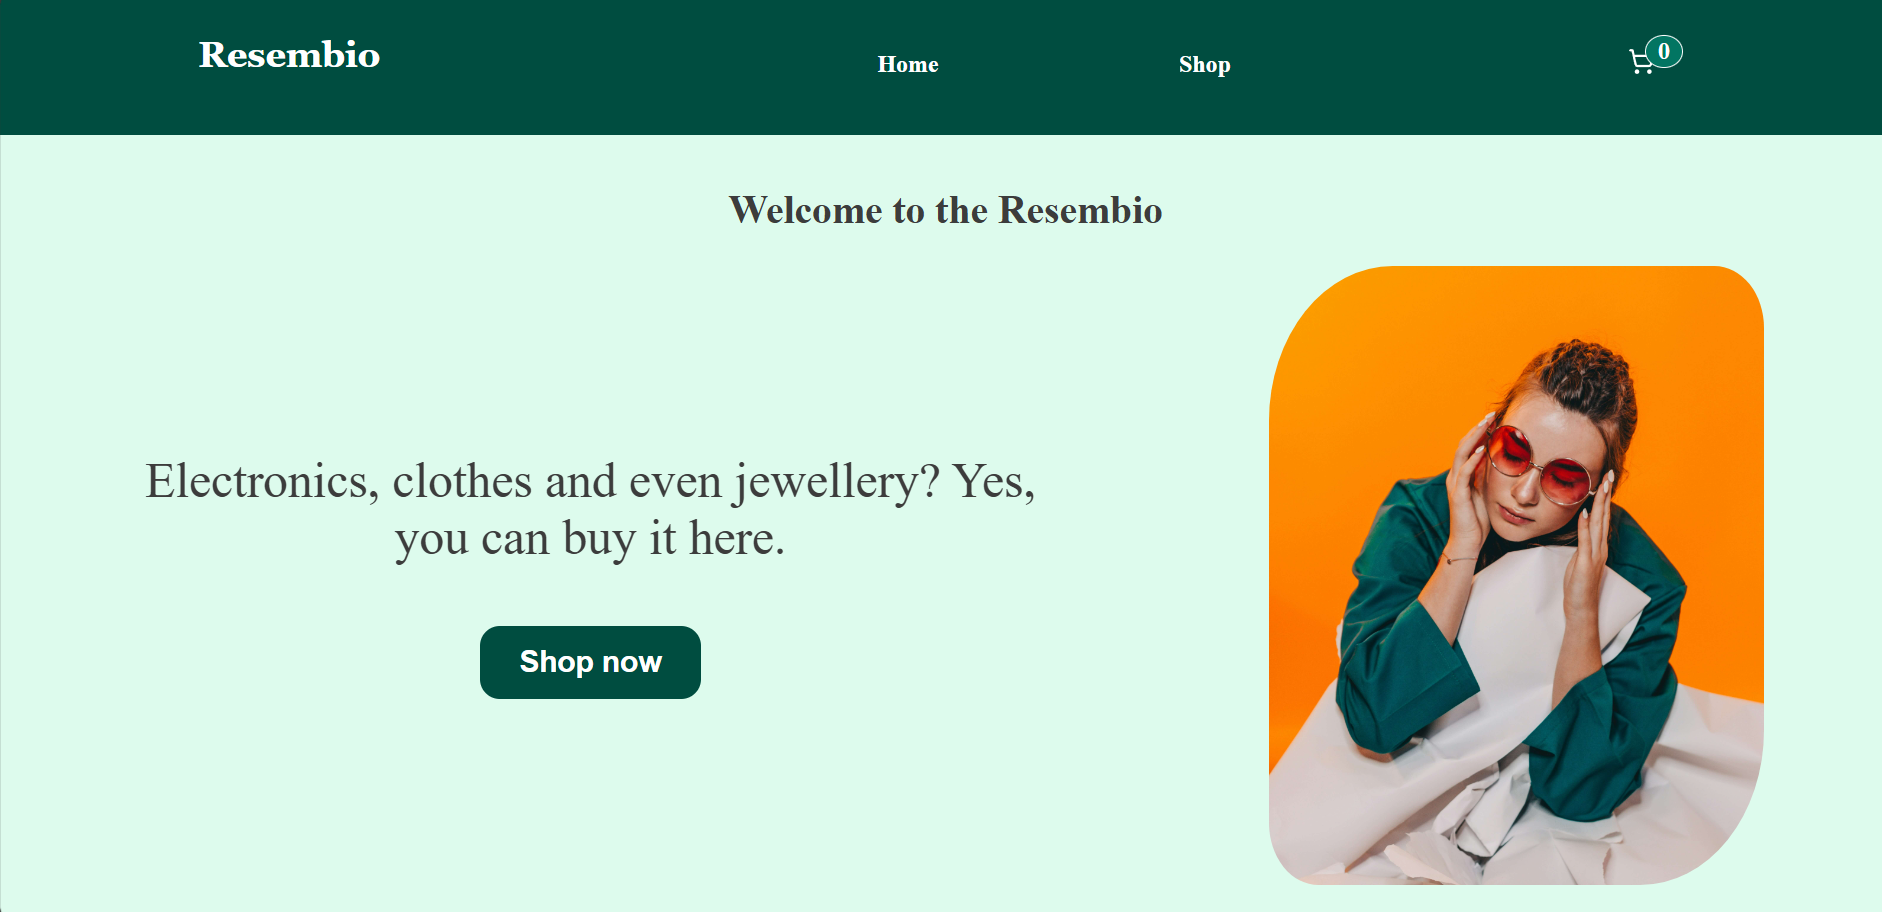 Resembio
Home
Shop
0
Welcome to the Resembio
Electronics, clothes and even jewellery? Yes,
you can buy it here.
Shop now